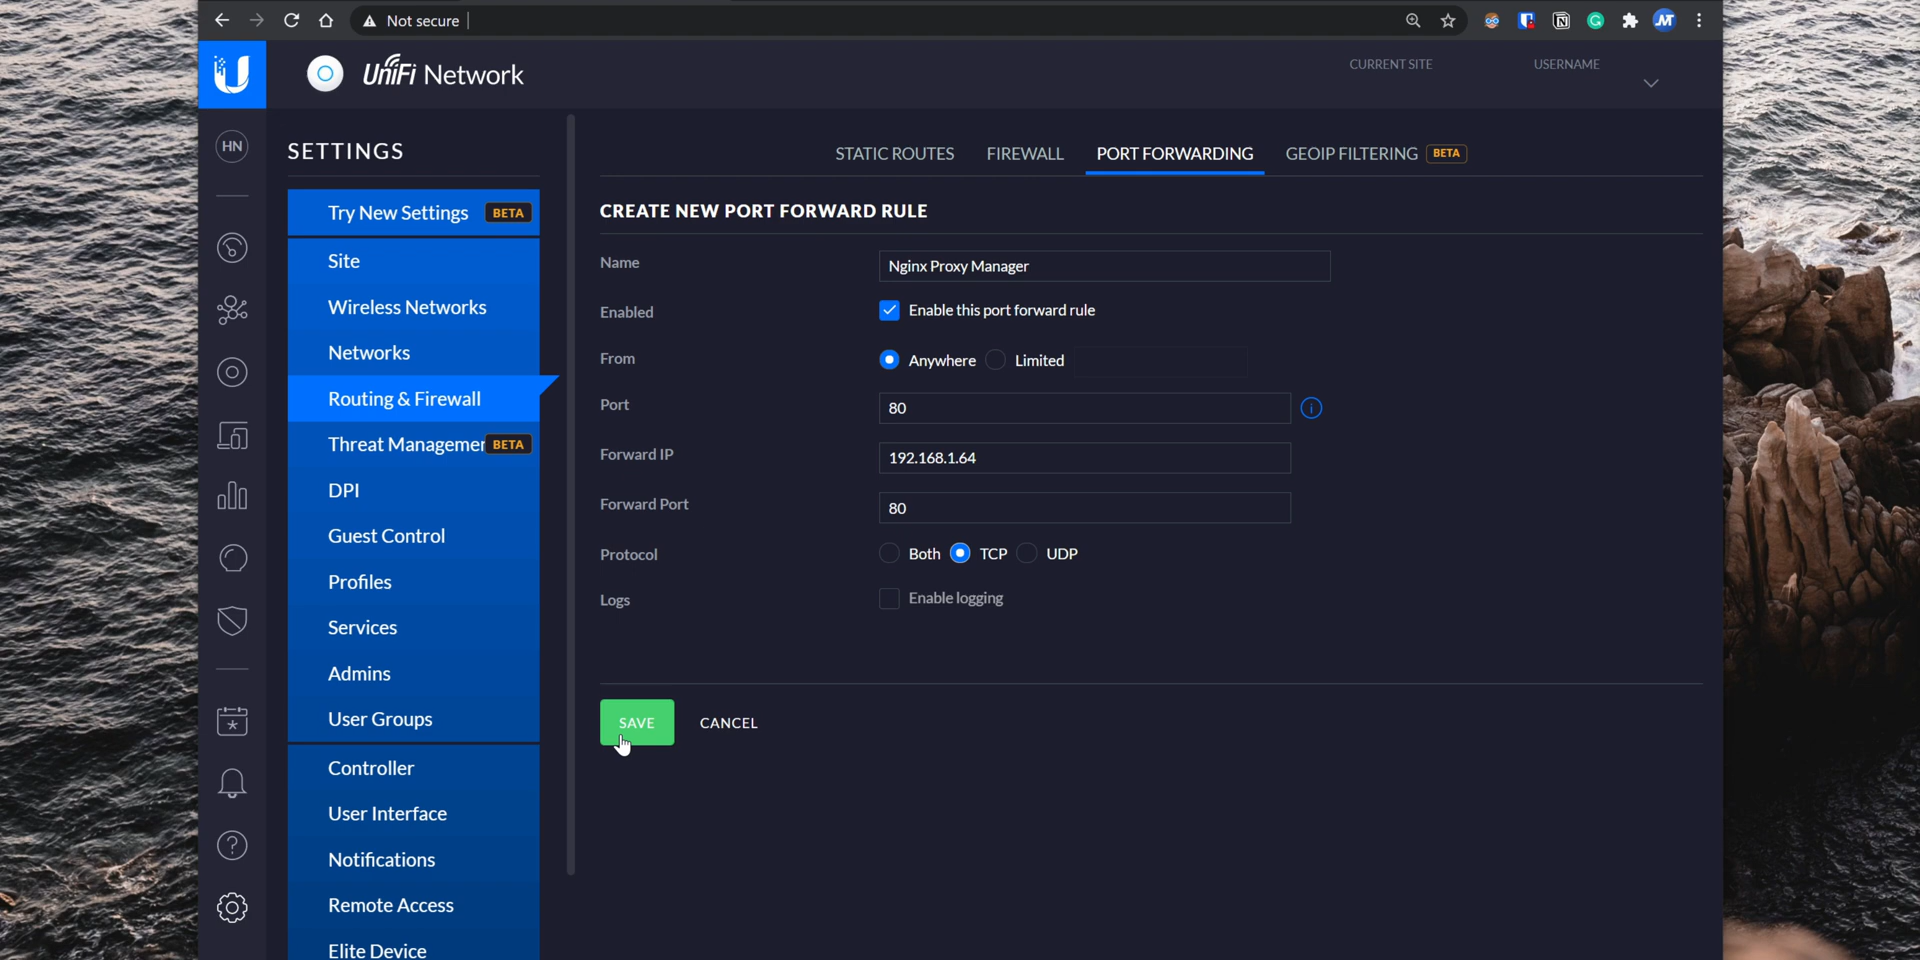 Not secure
UniFi Network
CURRENT SITE
USERNAME
HN
SETTINGS
STATIC ROUTES
FIREWALL
PORT FORWARDING
GEOIP FILTERING BETA
Try New Settings BETA
Site
Wireless Networks
Networks
Routing & Firewall
Threat Managemen BETA
DPI
Guest Control
Profiles
Services
Admins
User Groups
Controller
User Interface
Notifications
Remote Access
Elite Device
CREATE NEW PORT FORWARD RULE
Name
Nginx Proxy Manager
Enabled
Enable this port forward rule
From
Anywhere Limited
Port
80
Forward IP
192.168.1.64
Forward Port
80
Protocol
Both TCP UDP
Logs
Enable logging
SAVE CANCEL